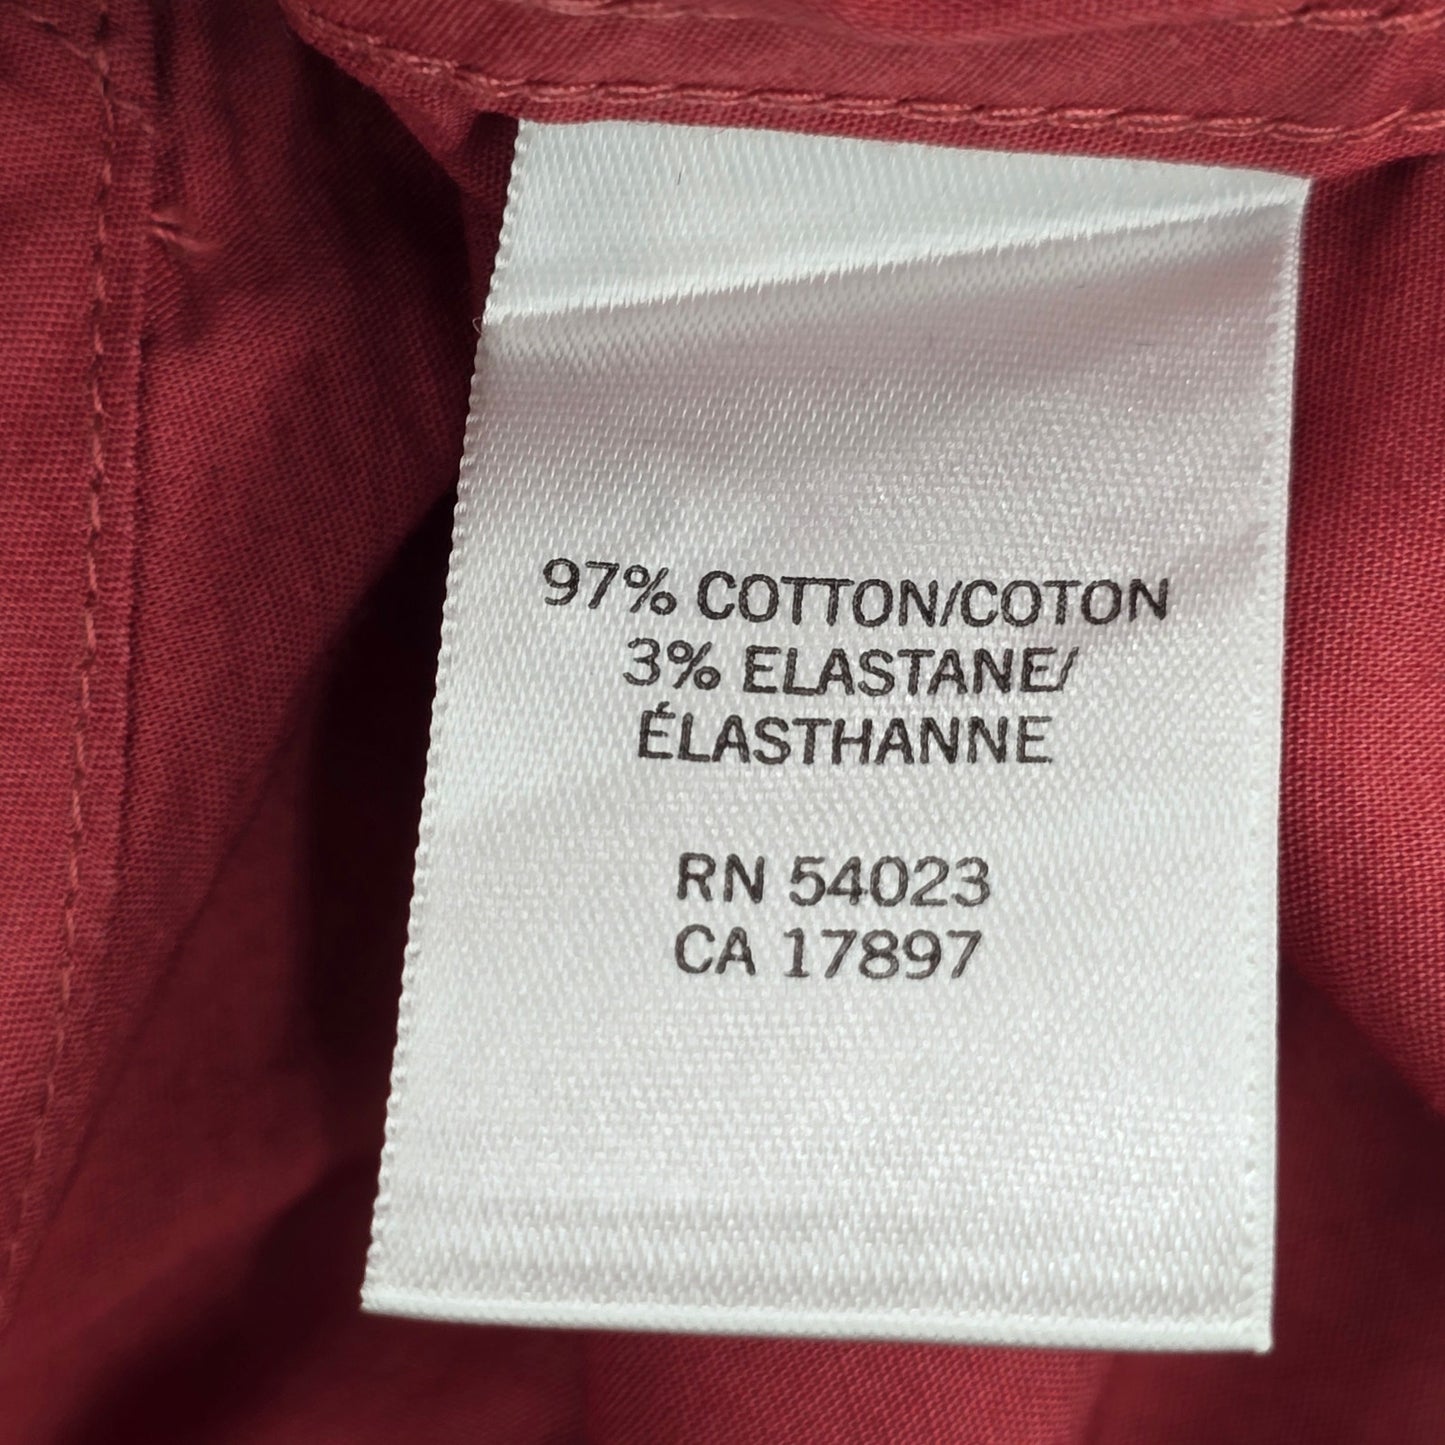 97% COTTON/COTON
3% ELASTANE/
ÉLASTHANNE
RN 54023
CA 17897